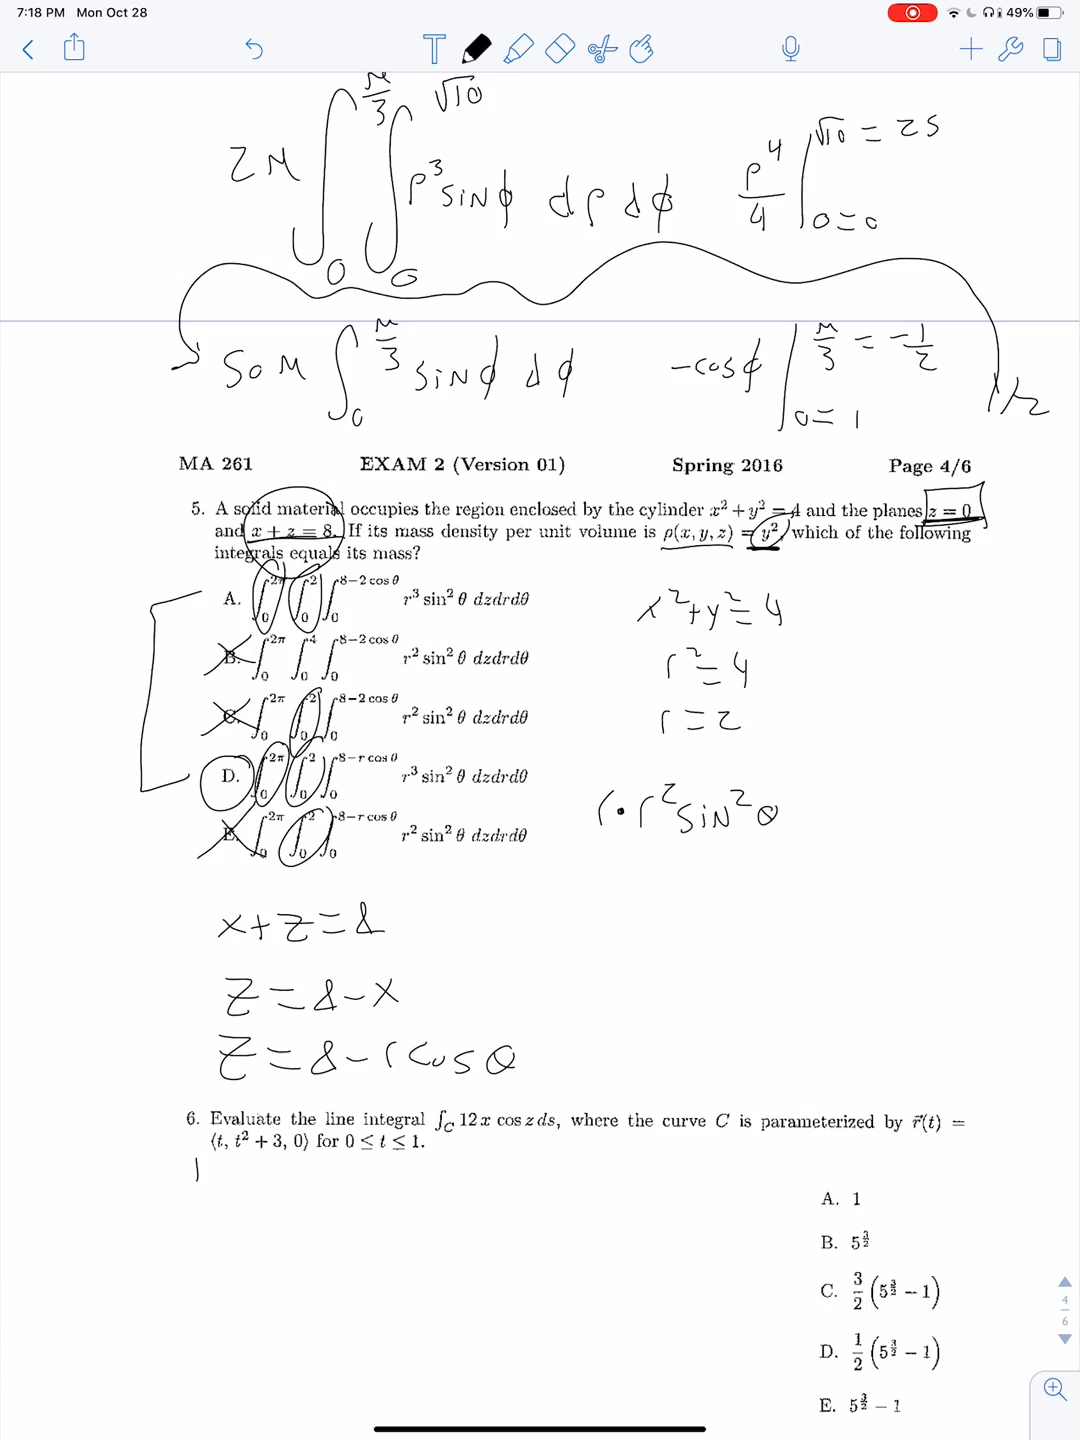 7:18 PM Mon Oct 28 49%
T
2π ∫₀^{π/3} ∫₀^{√10} ρ³ sinϕ dρ dϕ ρ⁴/4 |^{√10 = 25}_{0=0}
50π ∫₀^{π/3} sinϕ dϕ -cosϕ |^{π/3 = -1/2}_{0=1} 1/2
MA 261 EXAM 2 (Version 01) Spring 2016 Page 4/6
5. A solid material occupies the region enclosed by the cylinder x² + y² = 4 and the planes z = 0
and x + z = 8. If its mass density per unit volume is ρ(x, y, z) = y², which of the following
integrals equals its mass?
A. ∫₀^{2π} ∫₀^{2} ∫₀^{8−2 cos θ} r³ sin² θ dzdrdθ
B. ∫₀^{2π} ∫₀^{4} ∫₀^{8−2 cos θ} r² sin² θ dzdrdθ
C. ∫₀^{2π} ∫₀^{2} ∫₀^{8−2 cos θ} r² sin² θ dzdrdθ
D. ∫₀^{2π} ∫₀^{2} ∫₀^{8−r cos θ} r³ sin² θ dzdrdθ
E. ∫₀^{2π} ∫₀^{2} ∫₀^{8−r cos θ} r² sin² θ dzdrdθ
x²+y²=4
r²=4
r=2
r·r²sin²θ
x+z=8
z=8-x
z=8-rcosθ
6. Evaluate the line integral ∫_C 12x cos z ds, where the curve C is parameterized by r⃗(t) =
⟨t, t² + 3, 0⟩ for 0 ≤ t ≤ 1.
A. 1
B. 5^{3/2}
C. 3/2 (5^{3/2} − 1)
D. 1/2 (5^{3/2} − 1)
E. 5^{3/2} − 1
4
6